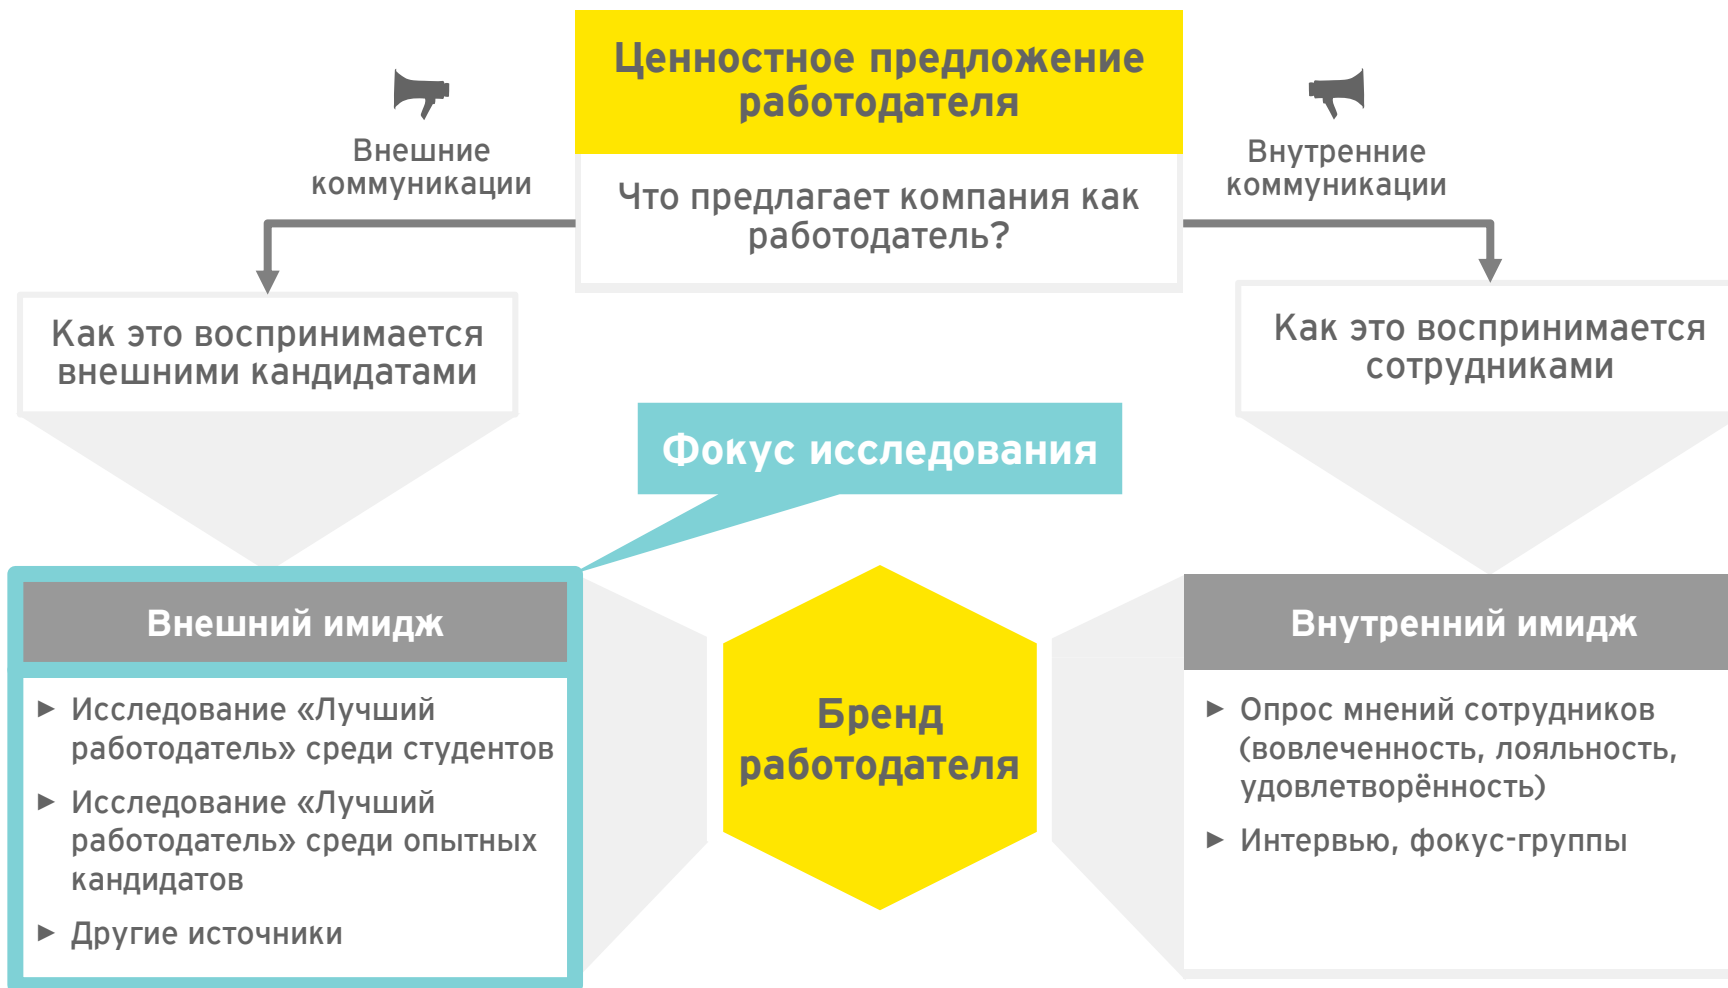 Ценностное предложение
работодателя
Внешние
коммуникации
Внутренние
коммуникации
Что предлагает компания как
работодатель?
Как это воспринимается
внешними кандидатами
Как это воспринимается
сотрудниками
Фокус исследования
Внешний имидж
► Исследование «Лучший
работодатель» среди студентов
► Исследование «Лучший
работодатель» среди опытных
кандидатов
► Другие источники
Бренд
работодателя
Внутренний имидж
► Опрос мнений сотрудников
(вовлеченность, лояльность,
удовлетворённость)
► Интервью, фокус-группы